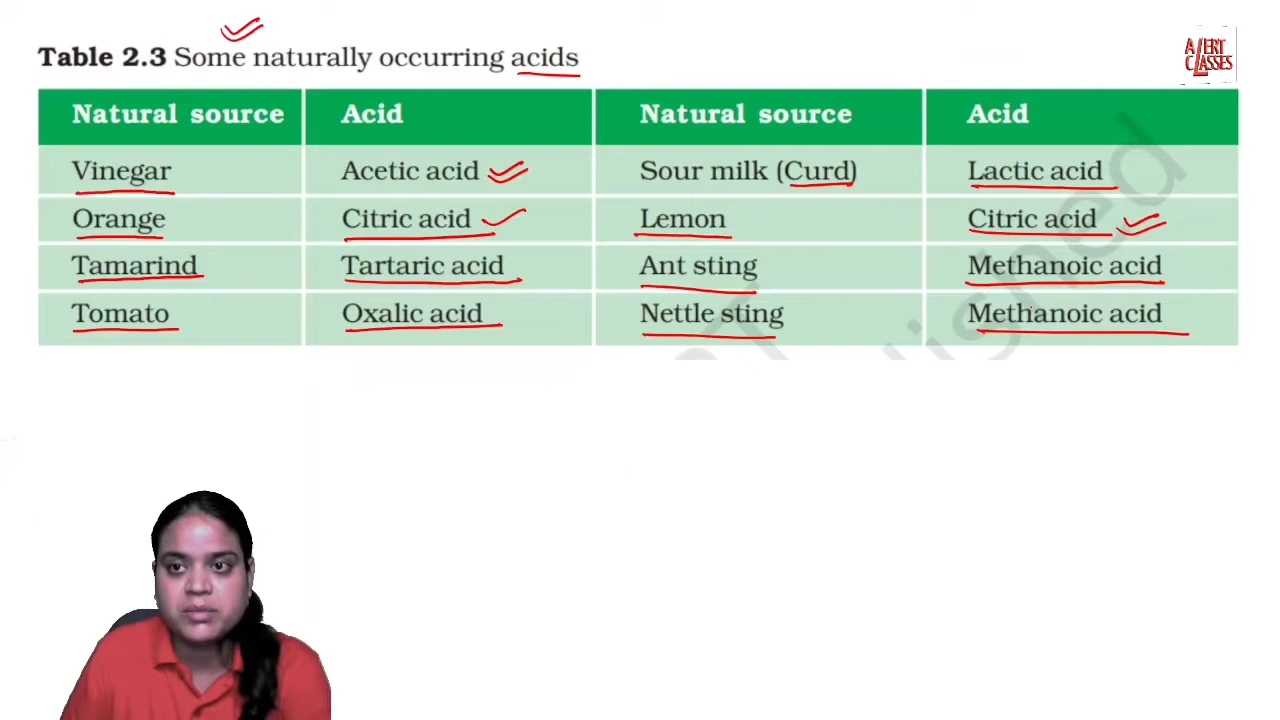 Table 2.3 Some naturally occurring acids
ALERT
CLASSES
Natural source Acid Natural source Acid
Vinegar Acetic acid Sour milk (Curd) Lactic acid
Orange Citric acid Lemon Citric acid
Tamarind Tartaric acid Ant sting Methanoic acid
Tomato Oxalic acid Nettle sting Methanoic acid